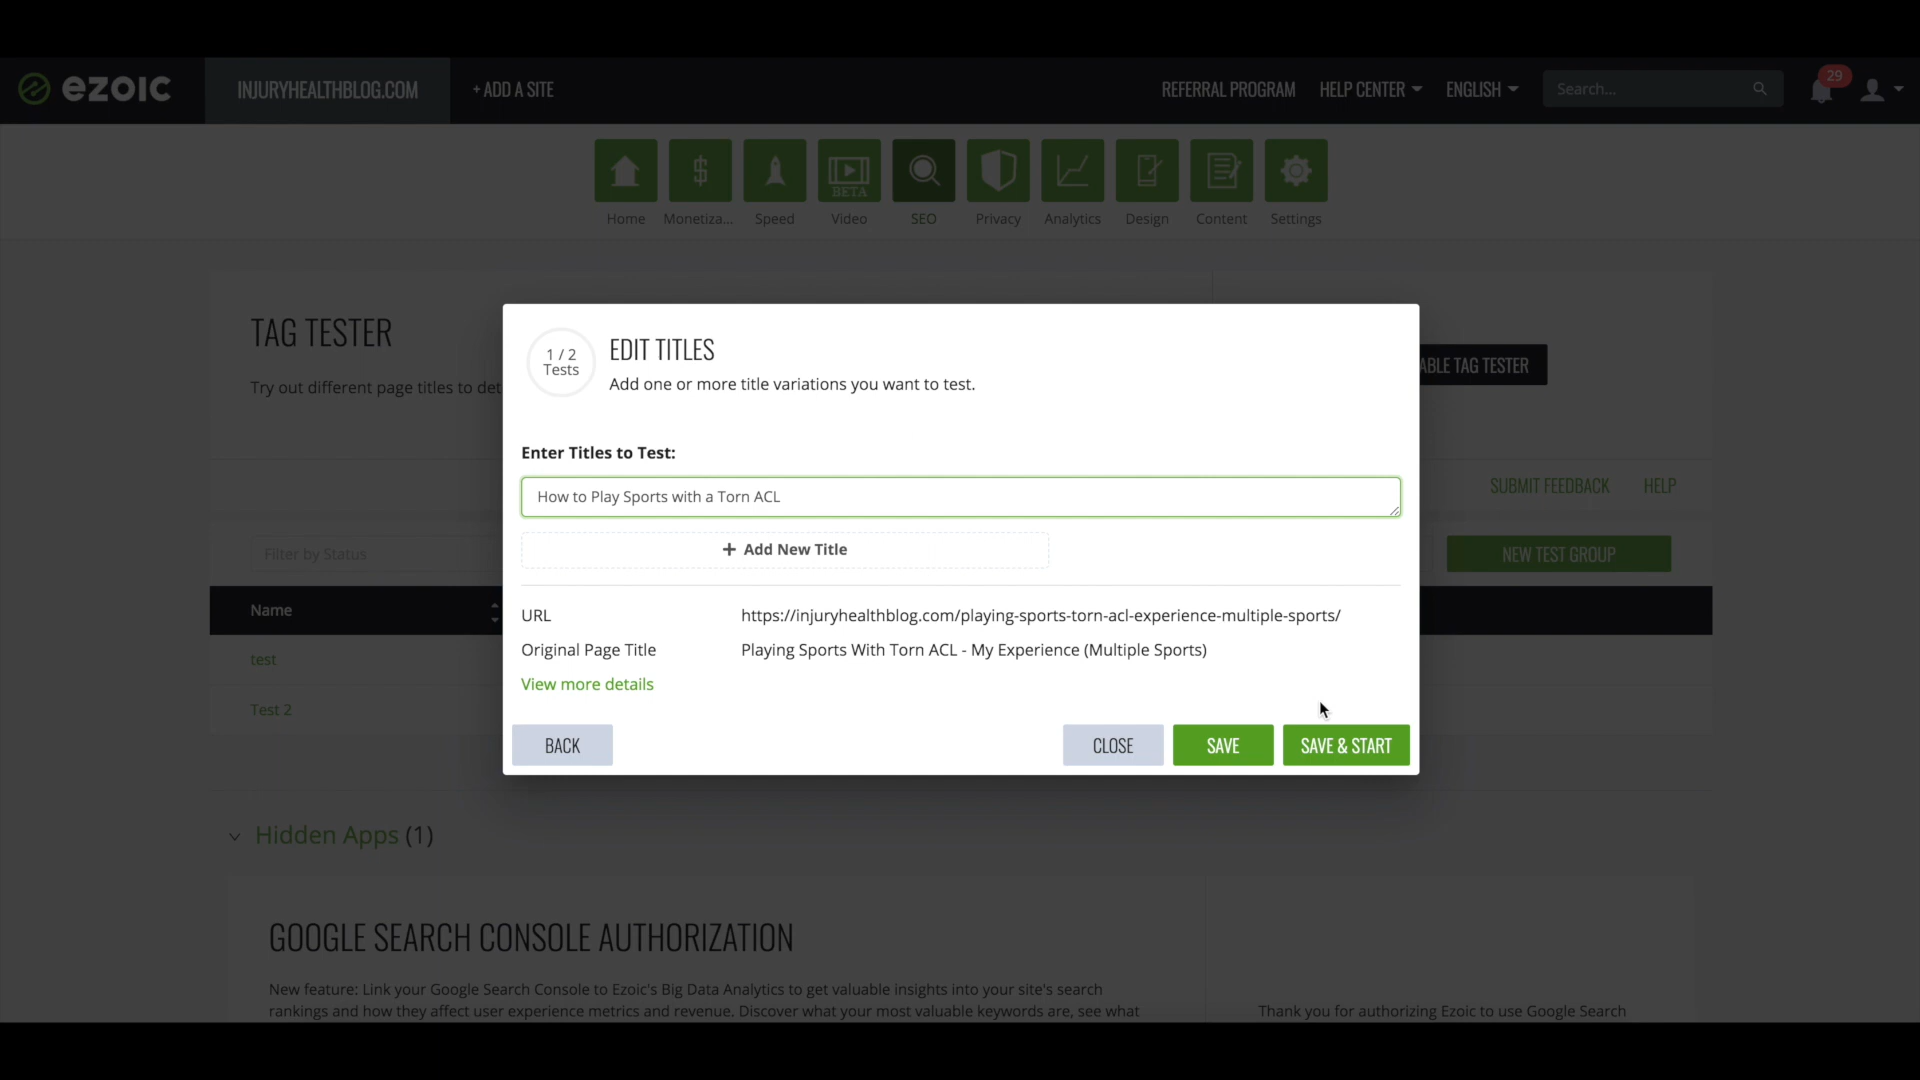 ezoic
INJURYHEALTHBLOG.COM
+ ADD A SITE
REFERRAL PROGRAM
HELP CENTER
ENGLISH
Search...
29
BETA
Home
Monetiza...
Speed
Video
SEO
Privacy
Analytics
Design
Content
Settings
TAG TESTER
Try out different page titles to det
ABLE TAG TESTER
SUBMIT FEEDBACK
HELP
Filter by Status
NEW TEST GROUP
Name
test
Test 2
1 / 2
Tests
EDIT TITLES
Add one or more title variations you want to test.
Enter Titles to Test:
How to Play Sports with a Torn ACL
+ Add New Title
URL https://injuryhealthblog.com/playing-sports-torn-acl-experience-multiple-sports/
Original Page Title Playing Sports With Torn ACL - My Experience (Multiple Sports)
View more details
BACK
CLOSE
SAVE
SAVE & START
Hidden Apps (1)
GOOGLE SEARCH CONSOLE AUTHORIZATION
New feature: Link your Google Search Console to Ezoic's Big Data Analytics to get valuable insights into your site's search
rankings and how they affect user experience metrics and revenue. Discover what your most valuable keywords are, see what
Thank you for authorizing Ezoic to use Google Search